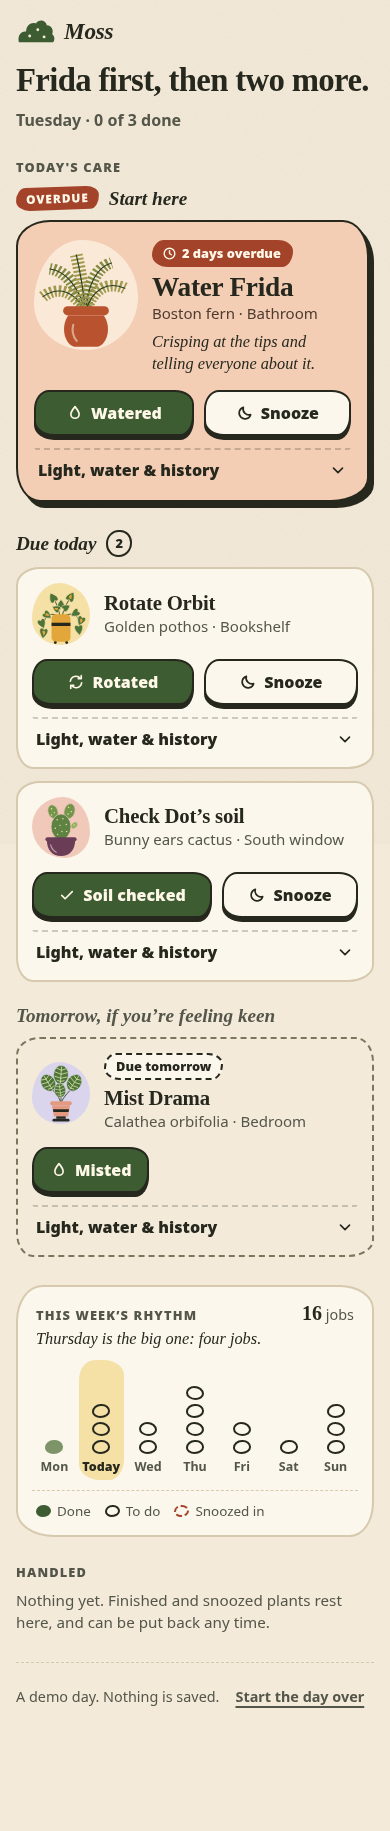 Moss
Frida first, then two more.
Tuesday · 0 of 3 done
TODAY'S CARE
OVERDUE Start here
2 days overdue
Water Frida
Boston fern · Bathroom
Crisping at the tips and
telling everyone about it.
Watered Snooze
Light, water & history
Due today 2
Rotate Orbit
Golden pothos · Bookshelf
Rotated Snooze
Light, water & history
Check Dot’s soil
Bunny ears cactus · South window
Soil checked Snooze
Light, water & history
Tomorrow, if you’re feeling keen
Due tomorrow
Mist Drama
Calathea orbifolia · Bedroom
Misted
Light, water & history
THIS WEEK’S RHYTHM 16 jobs
Thursday is the big one: four jobs.
Mon Today Wed Thu Fri Sat Sun
Done To do Snoozed in
HANDLED
Nothing yet. Finished and snoozed plants rest
here, and can be put back any time.
A demo day. Nothing is saved. Start the day over